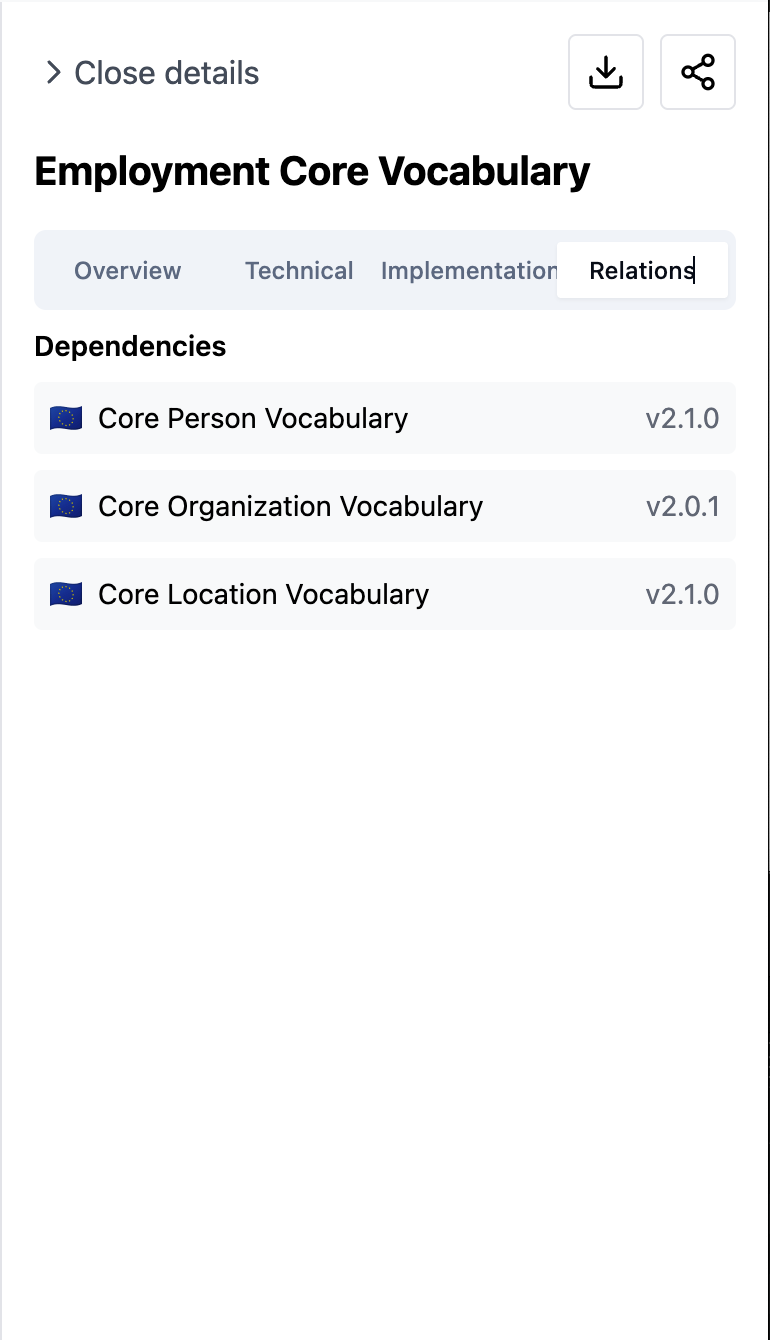 Close details
Employment Core Vocabulary
Overview Technical Implementation Relations
Dependencies
Core Person Vocabulary v2.1.0
Core Organization Vocabulary v2.0.1
Core Location Vocabulary v2.1.0